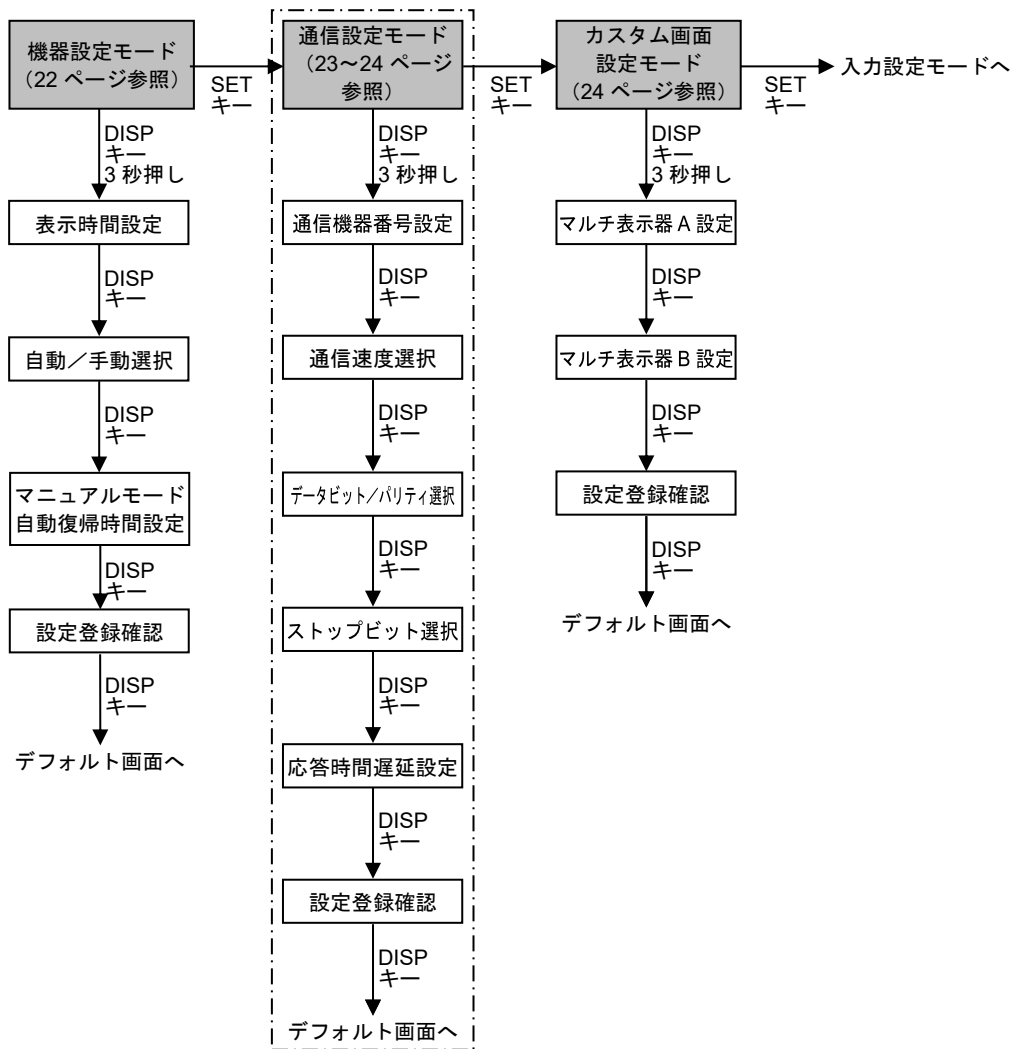 機器設定モード
（22 ページ参照）
SET
キー
通信設定モード
（23～24 ページ
参照）
SET
キー
カスタム画面
設定モード
（24 ページ参照）
SET
キー
入力設定モードへ
DISP
キー
3 秒押し
表示時間設定
DISP
キー
自動／手動選択
DISP
キー
マニュアルモード
自動復帰時間設定
DISP
キー
設定登録確認
DISP
キー
デフォルト画面へ
DISP
キー
3 秒押し
通信機器番号設定
DISP
キー
通信速度選択
DISP
キー
データビット／パリティ選択
DISP
キー
ストップビット選択
DISP
キー
応答時間遅延設定
DISP
キー
設定登録確認
DISP
キー
デフォルト画面へ
DISP
キー
3 秒押し
マルチ表示器 A 設定
DISP
キー
マルチ表示器 B 設定
DISP
キー
設定登録確認
DISP
キー
デフォルト画面へ